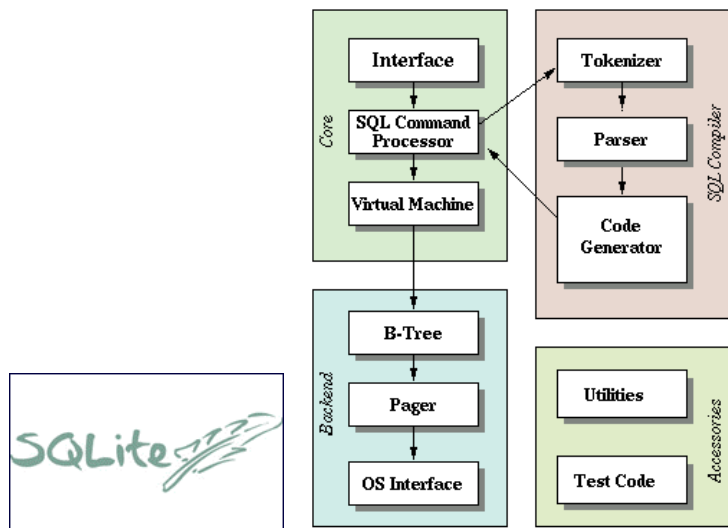 Interface
SQL Command
Processor
Virtual Machine
Core
Tokenizer
Parser
Code
Generator
SQL Compiler
B-Tree
Pager
OS Interface
Backend
Utilities
Test Code
Accessories
SQLite